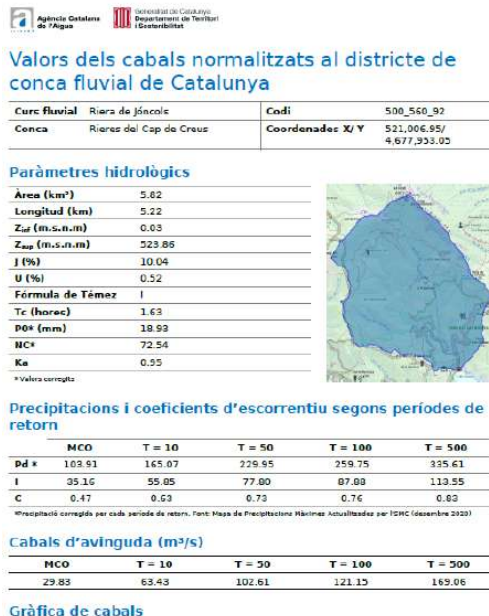 Agència Catalana
de l'Aigua
Generalitat de Catalunya
Departament de Territori
i Sostenibilitat
Valors dels cabals normalitzats al districte de
conca fluvial de Catalunya
Curs fluvial Riera de Jóncols Codi 500_560_92
Conca Rieres del Cap de Creus Coordenades X/Y 521,006.95/
4,677,953.05
Paràmetres hidrològics
Àrea (km²) 5.82
Longitud (km) 5.22
Zinf (m.s.n.m) 0.03
Zsup (m.s.n.m) 523.86
J (%) 10.04
U (%) 0.52
Fórmula de Témez I
Tc (hores) 1.63
P0* (mm) 18.93
NC* 72.54
Ka 0.95
* Valors corregits
Precipitacions i coeficients d'escorrentiu segons períodes de
retorn
MCO T = 10 T = 50 T = 100 T = 500
Pd * 103.91 165.07 229.95 259.75 335.61
I 35.16 55.85 77.80 87.88 113.55
C 0.47 0.63 0.73 0.76 0.83
*Precipitació corregida per cada període de retorn. Font: Mapa de Precipitacions Màximes Actualitzades per l'SMC (desembre 2020)
Cabals d'avinguda (m³/s)
MCO T = 10 T = 50 T = 100 T = 500
29.83 63.43 102.61 121.15 169.06
Gràfica de cabals